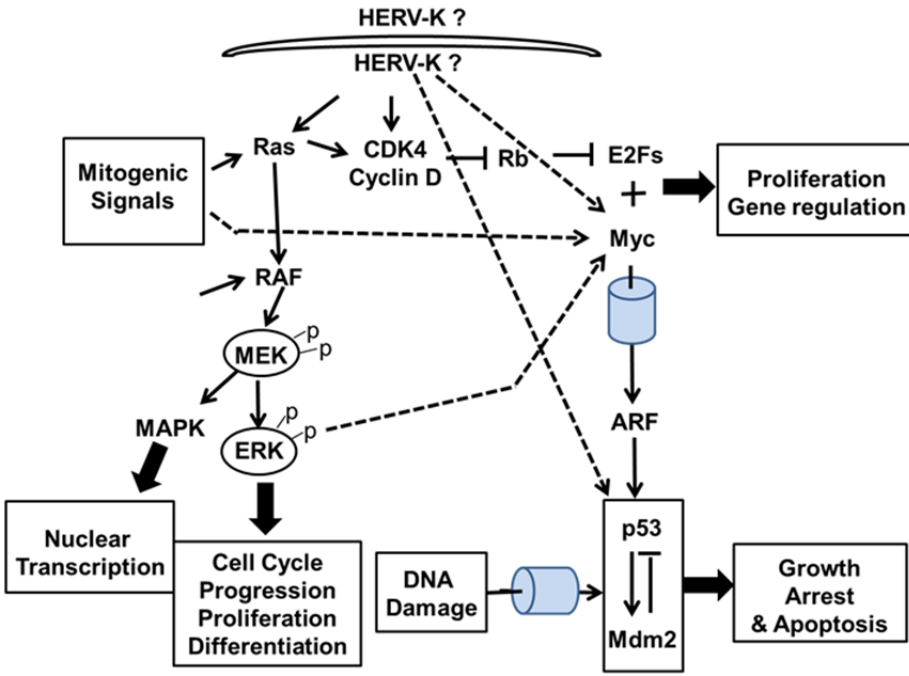 HERV-K ?
HERV-K ?
Mitogenic
Signals
Ras
CDK4
Cyclin D
Rb
E2Fs
+
Myc
Proliferation
Gene regulation
RAF
MEK
p
p
MAPK
ERK
p
p
ARF
Nuclear
Transcription
Cell Cycle
Progression
Proliferation
Differentiation
DNA
Damage
p53
Mdm2
Growth
Arrest
& Apoptosis